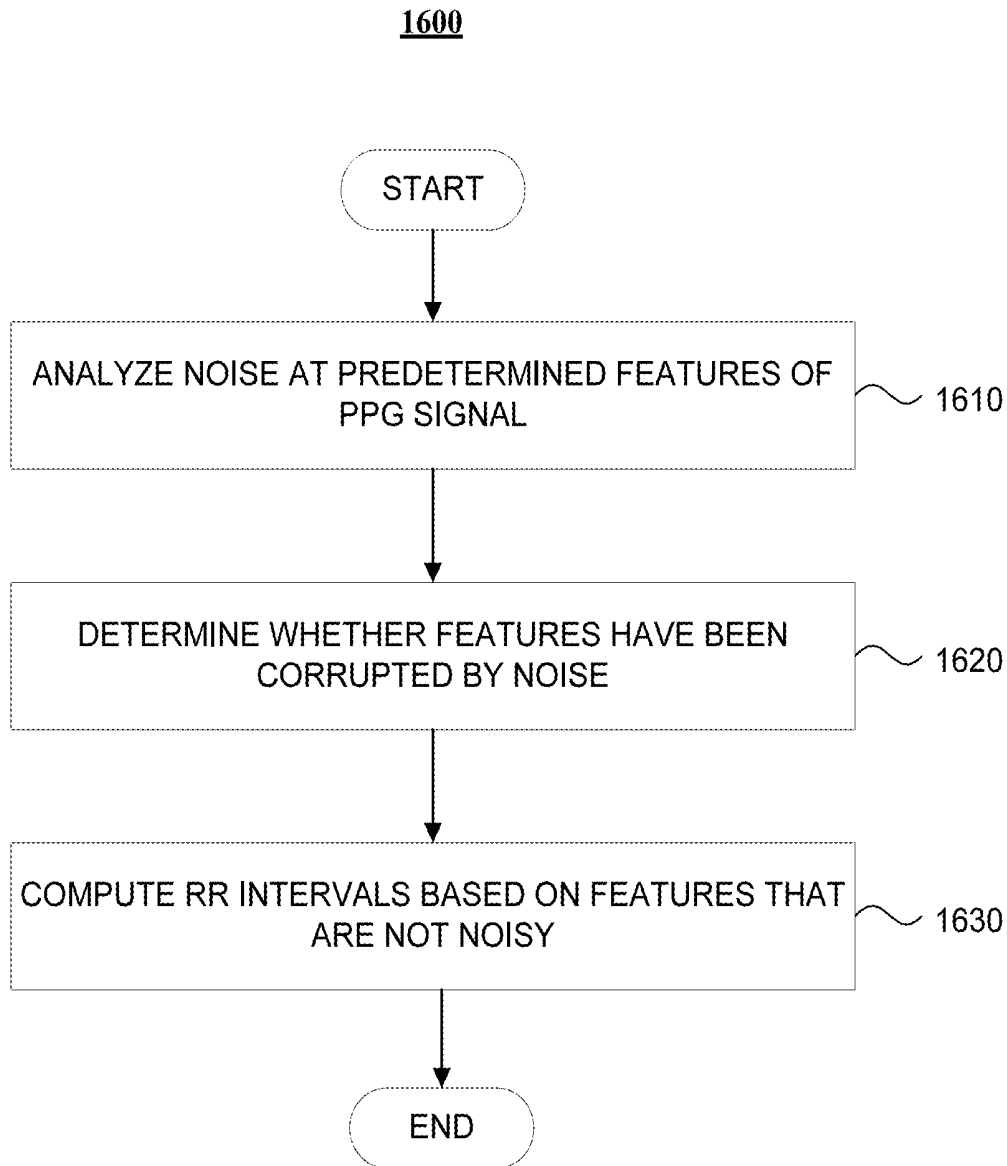 1600
START
ANALYZE NOISE AT PREDETERMINED FEATURES OF
PPG SIGNAL
1610
DETERMINE WHETHER FEATURES HAVE BEEN
CORRUPTED BY NOISE
1620
COMPUTE RR INTERVALS BASED ON FEATURES THAT
ARE NOT NOISY
1630
END